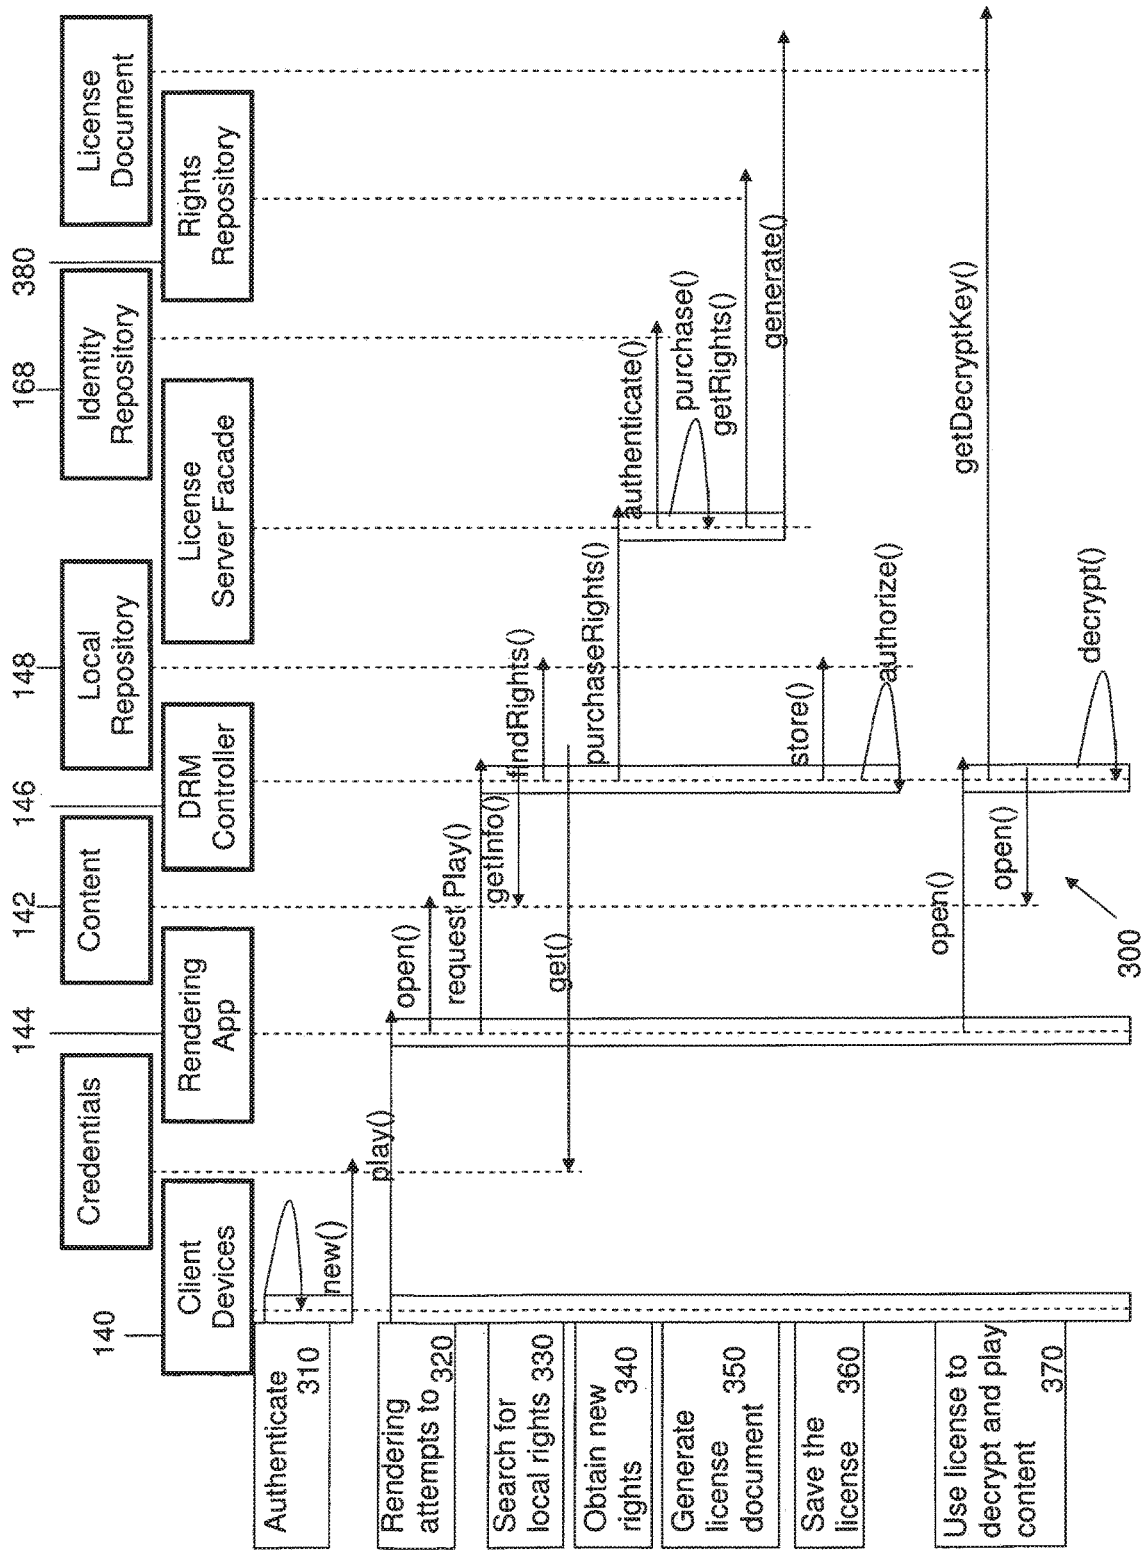 140
144
142
146
148
168
380
Credentials
Content
Local
Repository
Identity
Repository
License
Document
Client
Devices
Rendering
App
DRM
Controller
License
Server Facade
Rights
Repository
Authenticate
310
new()
play()
Rendering
attempts to 320
open()
request Play()
Search for
local rights 330
getInfo()
findRights()
get()
Obtain new
rights 340
purchaseRights()
authenticate()
Generate
license 350
document
purchase()
getRights()
generate()
Save the
license 360
store()
authorize()
Use license to
decrypt and play
content 370
open()
getDecryptKey()
open()
decrypt()
300